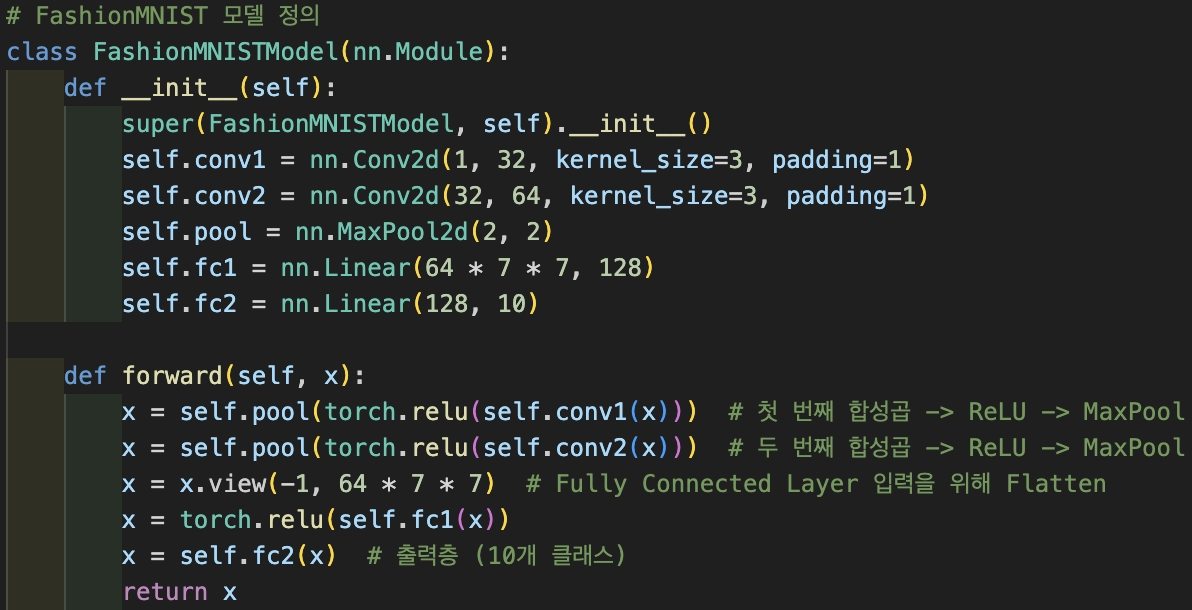 # FashionMNIST 모델 정의
class FashionMNISTModel(nn.Module):
    def __init__(self):
        super(FashionMNISTModel, self).__init__()
        self.conv1 = nn.Conv2d(1, 32, kernel_size=3, padding=1)
        self.conv2 = nn.Conv2d(32, 64, kernel_size=3, padding=1)
        self.pool = nn.MaxPool2d(2, 2)
        self.fc1 = nn.Linear(64 * 7 * 7, 128)
        self.fc2 = nn.Linear(128, 10)

    def forward(self, x):
        x = self.pool(torch.relu(self.conv1(x)))  # 첫 번째 합성곱 -> ReLU -> MaxPool
        x = self.pool(torch.relu(self.conv2(x)))  # 두 번째 합성곱 -> ReLU -> MaxPool
        x = x.view(-1, 64 * 7 * 7)  # Fully Connected Layer 입력을 위해 Flatten
        x = torch.relu(self.fc1(x))
        x = self.fc2(x)  # 출력층 (10개 클래스)
        return x